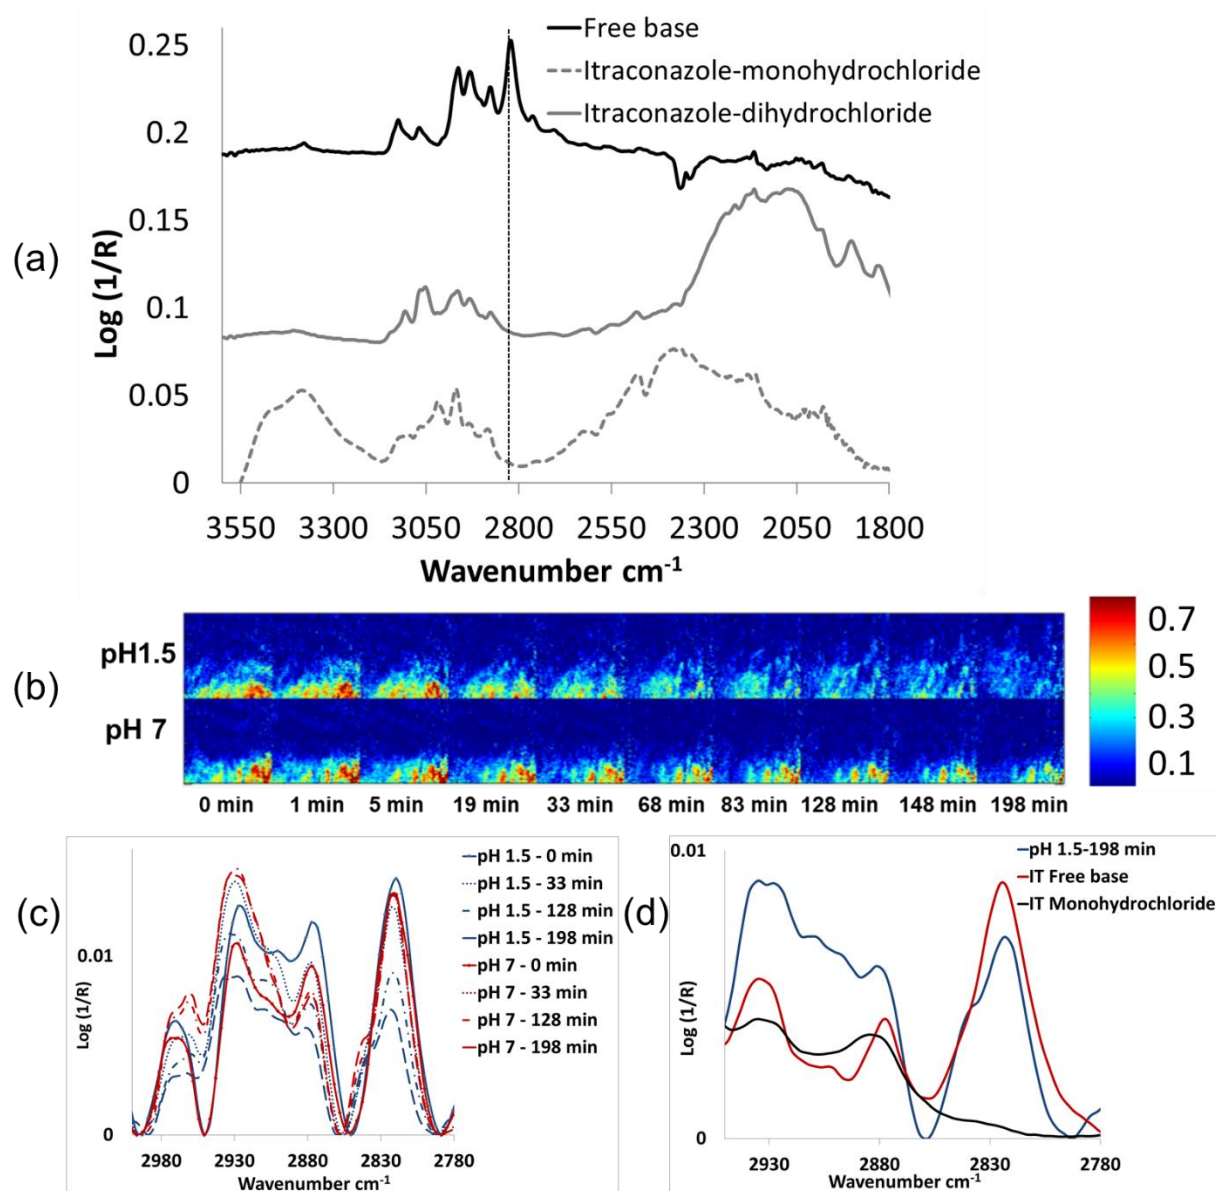 (a)
Log (1/R)
0.25
0.2
0.15
0.1
0.05
0
Free base
Itraconazole-monohydrochloride
Itraconazole-dihydrochloride
3550 3300 3050 2800 2550 2300 2050 1800
Wavenumber cm-1
(b)
pH1.5
pH 7
0 min 1 min 5 min 19 min 33 min 68 min 83 min 128 min 148 min 198 min
0.7
0.5
0.3
0.1
(c)
Log (1/R)
0.01
0
pH 1.5 - 0 min
pH 1.5 - 33 min
pH 1.5 - 128 min
pH 1.5 - 198 min
pH 7 - 0 min
pH 7 - 33 min
pH 7 - 128 min
pH 7 - 198 min
2980 2930 2880 2830 2780
Wavenumber cm-1
(d)
Log (1/R)
0.01
0
pH 1.5-198 min
IT Free base
IT Monohydrochloride
2930 2880 2830 2780
Wavenumber cm-1